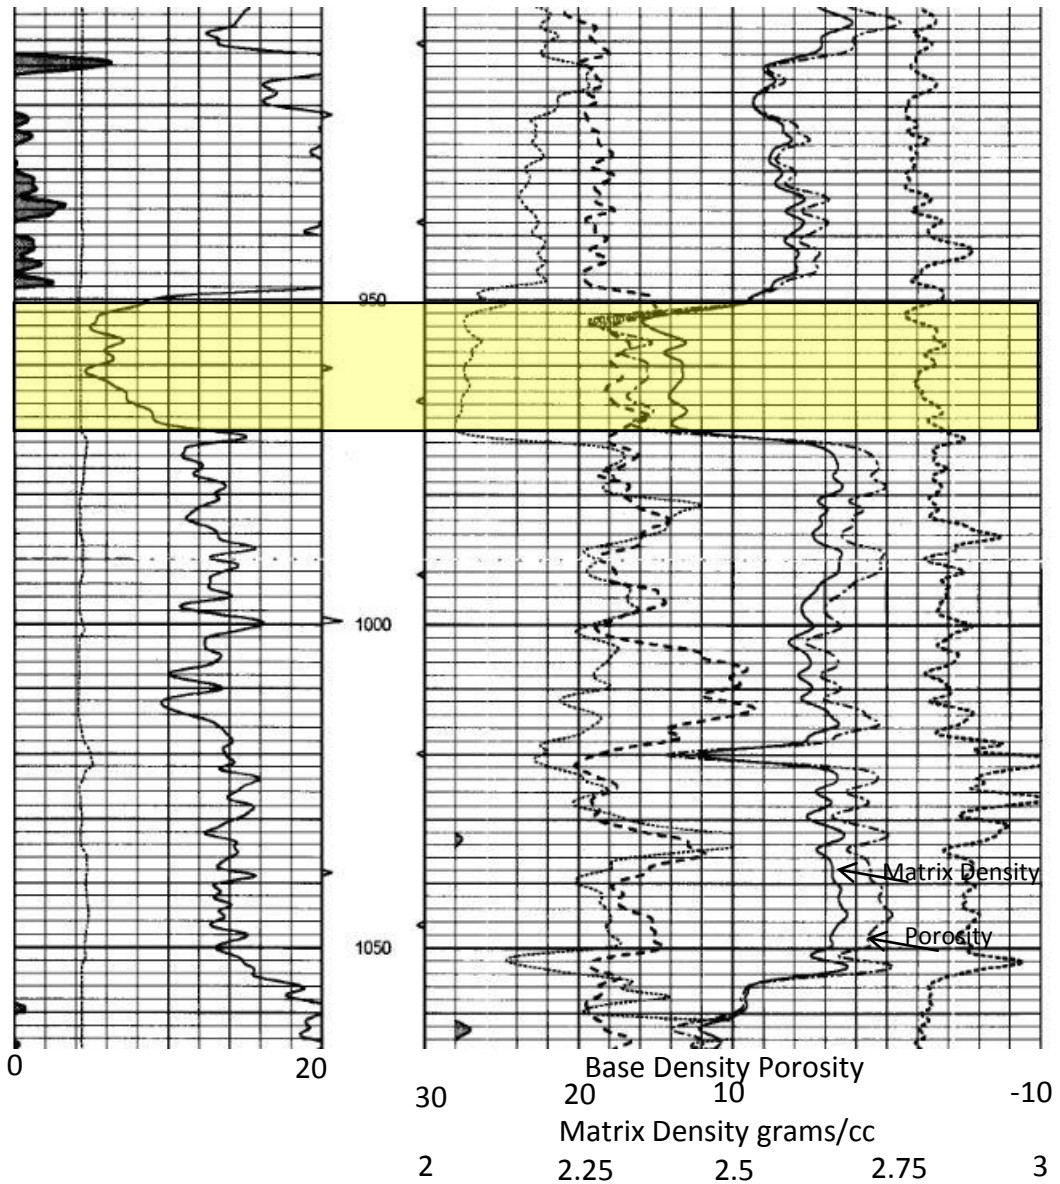 950
1000
Matrix Density
Porosity
1050
0 20 Base Density Porosity
30 20 10 -10
Matrix Density grams/cc
2 2.25 2.5 2.75 3